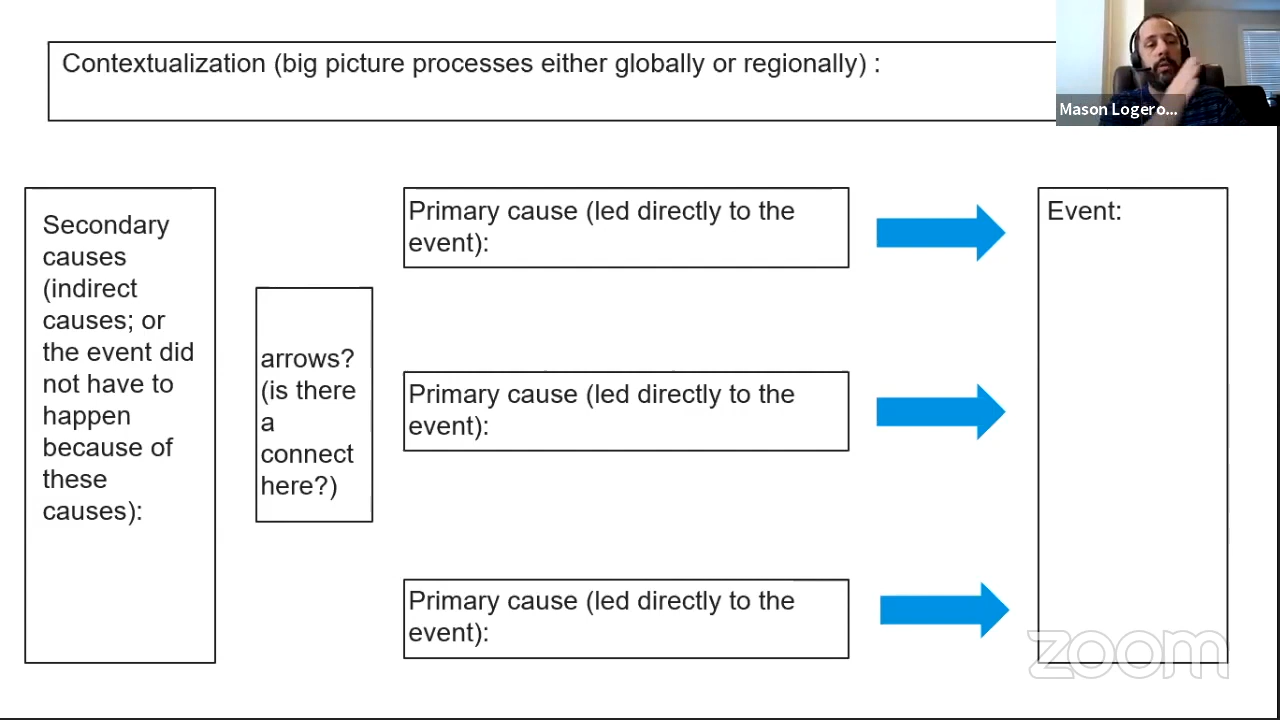 Contextualization (big picture processes either globally or regionally) :
Mason Logero...
Secondary
causes
(indirect
causes; or
the event did
not have to
happen
because of
these
causes):
arrows?
(is there
a
connect
here?)
Primary cause (led directly to the
event):
Primary cause (led directly to the
event):
Primary cause (led directly to the
event):
Event:
zoom